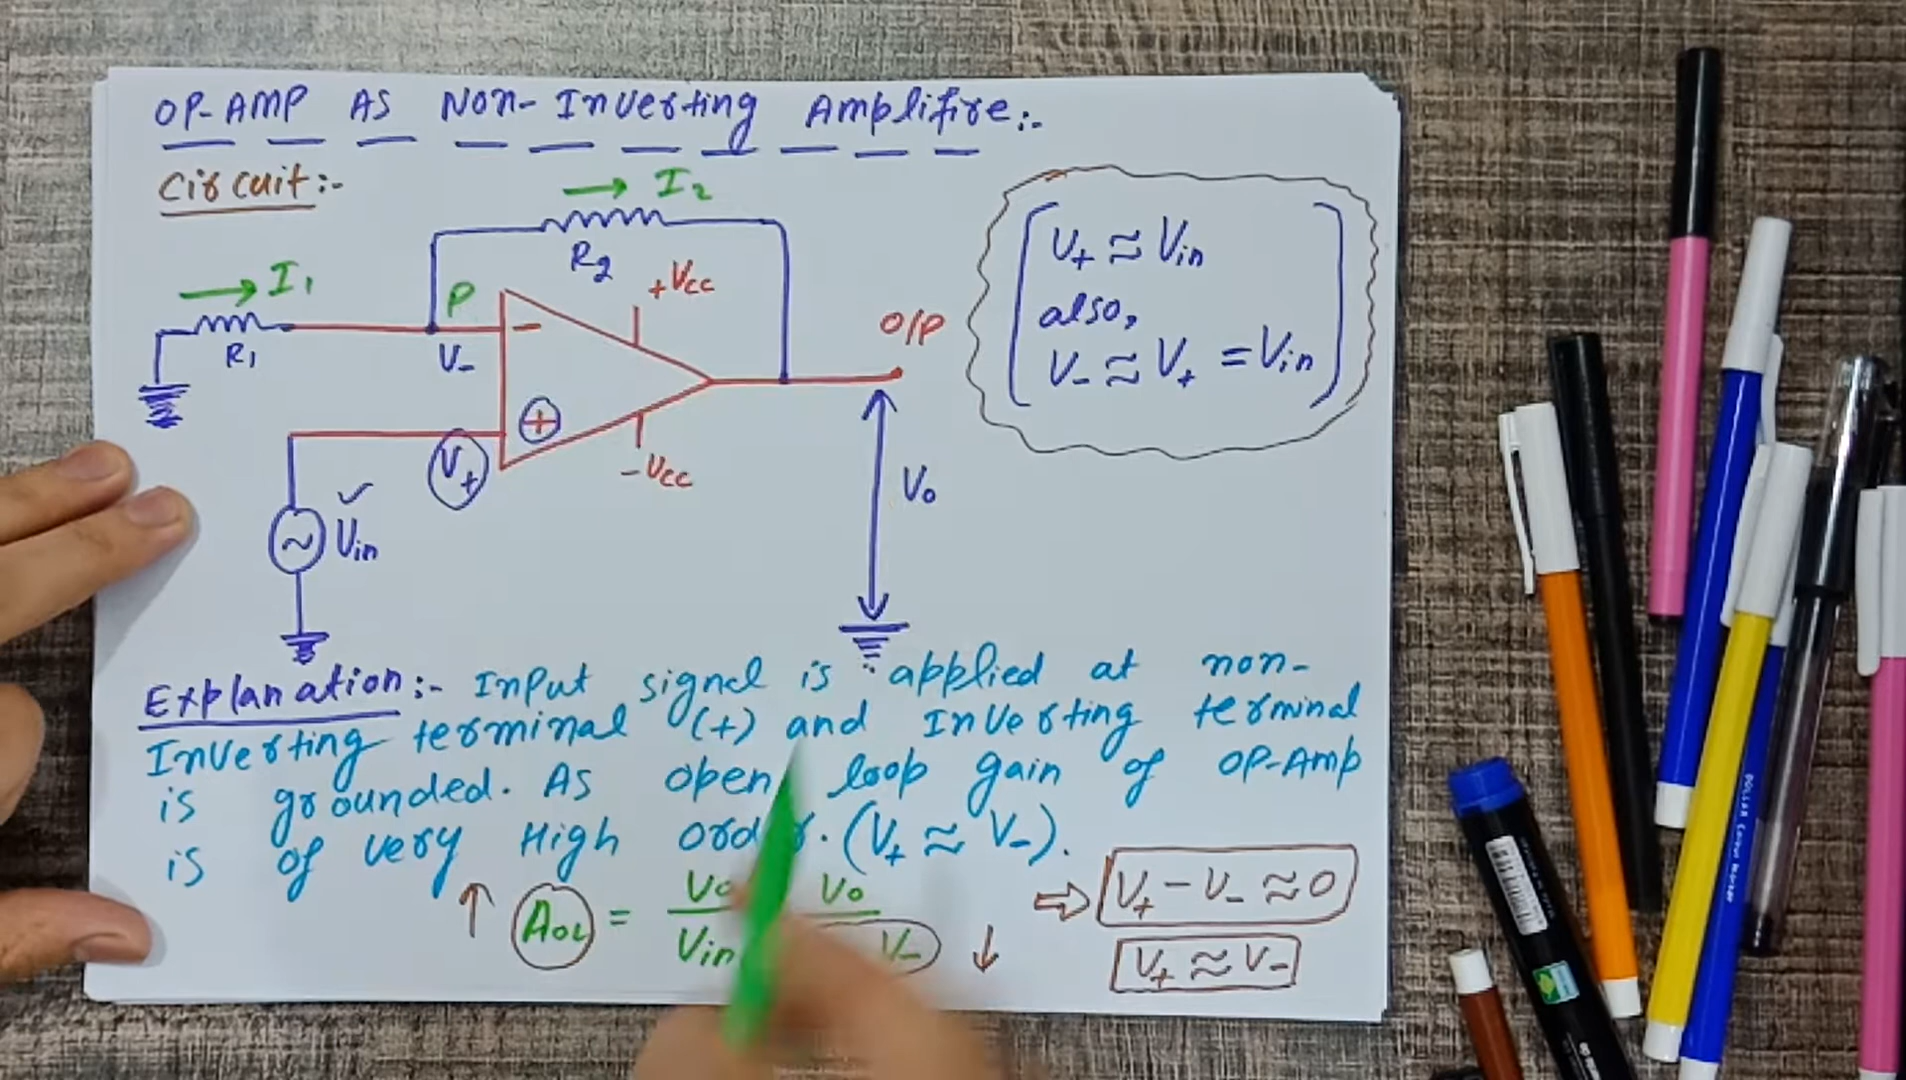 OP-AMP AS Non-Inverting Amplifire:-
Circuit:-
I2
R2
I1
R1
P
V-
-
+
V+
+Vcc
-Vcc
O/P
Vo
~
Vin
V+ ≈ Vin
also,
V- ≈ V+ = Vin
Explanation:- Input signal is applied at non-
Inverting terminal (+) and Inverting terminal
is grounded. As open loop gain of OP-Amp
is of very High order. (V+ ≈ V-).
↑ AOL = Vo Vo
Vin V- ↓
⇒ V+ - V- ≈ 0
V+ ≈ V-